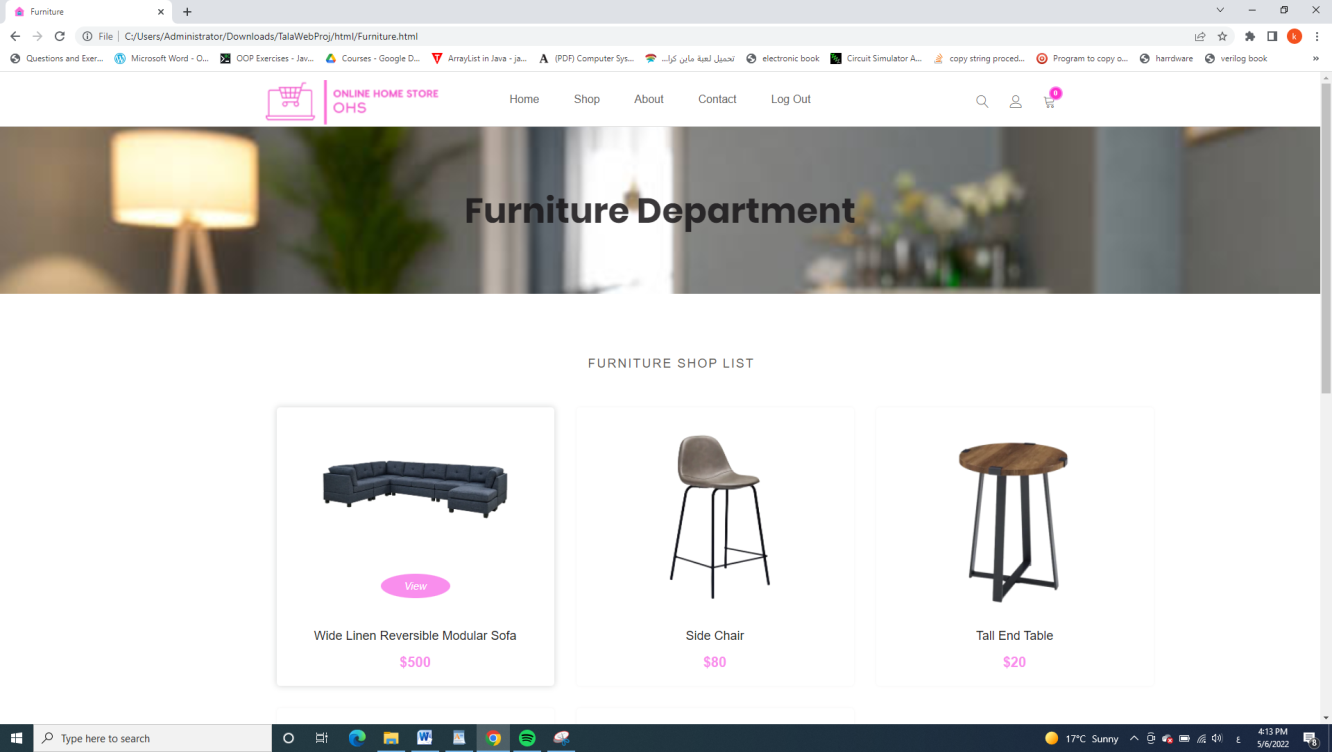 Furniture
File
C:/Users/Administrator/Downloads/TalaWebProj/html/Furniture.html
k
Questions and Exer...
Microsoft Word - O...
OOP Exercises - Jav...
Courses - Google D...
ArrayList in Java - ja...
(PDF) Computer Sys...
تحميل لعبة ماين كرا...
electronic book
Circuit Simulator A...
copy string proced...
Program to copy o...
harrdware
verilog book
»
ONLINE HOME STORE
OHS
Home
Shop
About
Contact
Log Out
0
Furniture Department
FURNITURE SHOP LIST
View
Wide Linen Reversible Modular Sofa
$500
Side Chair
$80
Tall End Table
$20
Type here to search
17°C Sunny
ع
4:13 PM
5/6/2022
8